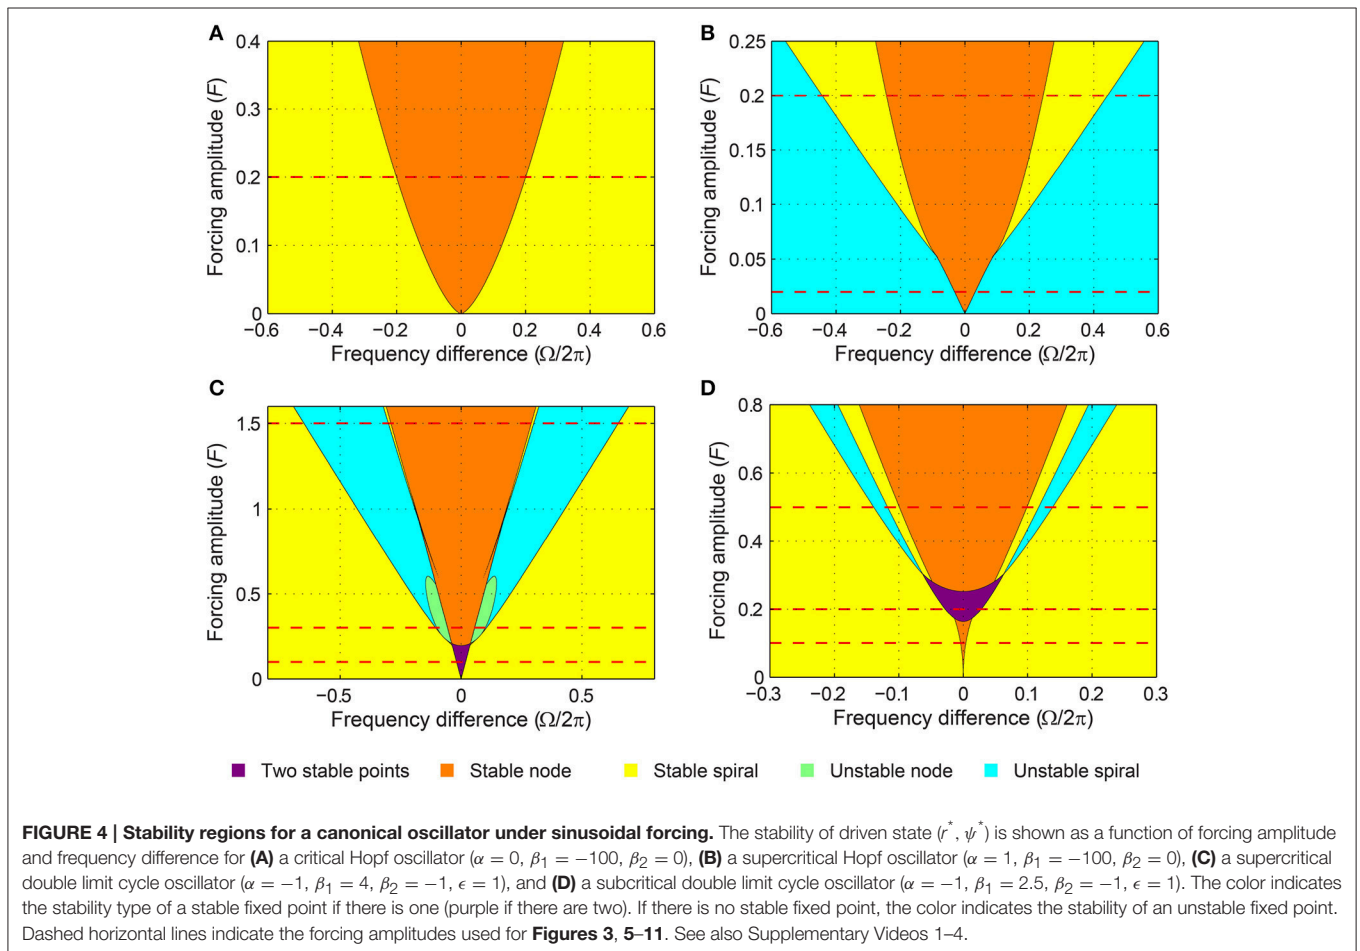 A
0.4
0.3
0.2
0.1
0
−0.6 −0.4 −0.2 0 0.2 0.4 0.6
Forcing amplitude (F)
Frequency difference (Ω/2π)
B
0.25
0.2
0.15
0.1
0.05
0
−0.6 −0.4 −0.2 0 0.2 0.4 0.6
Forcing amplitude (F)
Frequency difference (Ω/2π)
C
1.5
1
0.5
0
−0.5 0 0.5
Forcing amplitude (F)
Frequency difference (Ω/2π)
D
0.8
0.6
0.4
0.2
0
−0.3 −0.2 −0.1 0 0.1 0.2 0.3
Forcing amplitude (F)
Frequency difference (Ω/2π)
Two stable points Stable node Stable spiral Unstable node Unstable spiral
FIGURE 4 | Stability regions for a canonical oscillator under sinusoidal forcing. The stability of driven state (r*, ψ*) is shown as a function of forcing amplitude
and frequency difference for (A) a critical Hopf oscillator (α = 0, β1 = −100, β2 = 0), (B) a supercritical Hopf oscillator (α = 1, β1 = −100, β2 = 0), (C) a supercritical
double limit cycle oscillator (α = −1, β1 = 4, β2 = −1, ϵ = 1), and (D) a subcritical double limit cycle oscillator (α = −1, β1 = 2.5, β2 = −1, ϵ = 1). The color indicates
the stability type of a stable fixed point if there is one (purple if there are two). If there is no stable fixed point, the color indicates the stability of an unstable fixed point.
Dashed horizontal lines indicate the forcing amplitudes used for Figures 3, 5–11. See also Supplementary Videos 1–4.